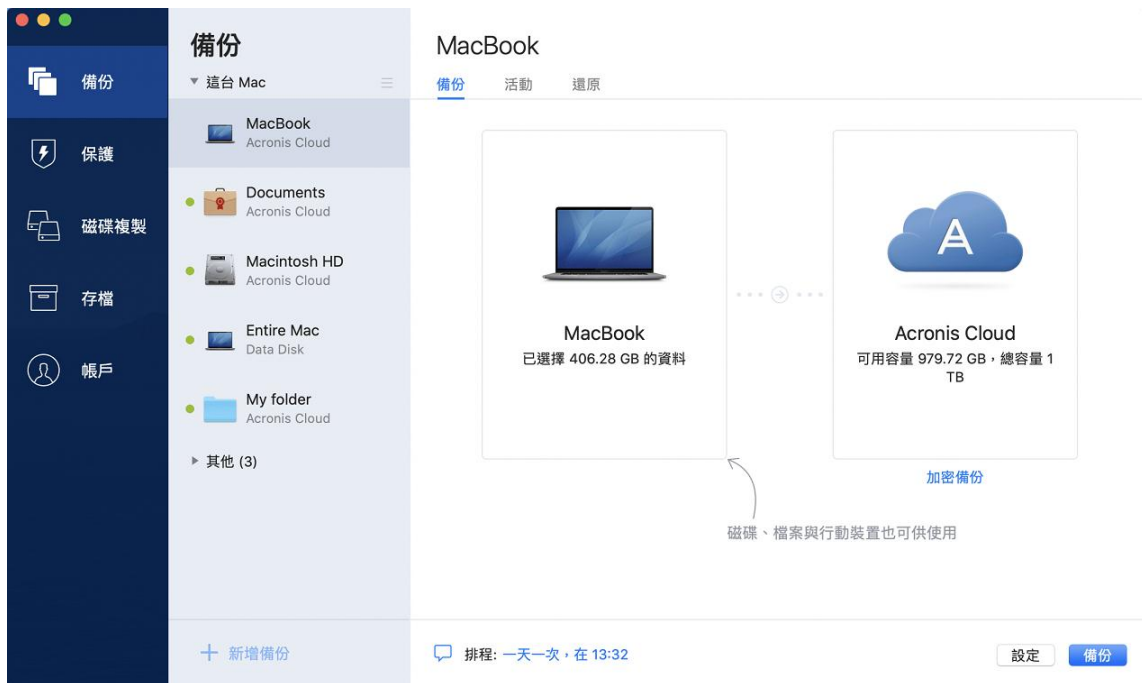 備份
保護
磁碟複製
存檔
帳戶
備份
這台 Mac
MacBook
Acronis Cloud
Documents
Acronis Cloud
Macintosh HD
Acronis Cloud
Entire Mac
Data Disk
My folder
Acronis Cloud
其他 (3)
新增備份
MacBook
備份 活動 還原
MacBook
已選擇 406.28 GB 的資料
A
Acronis Cloud
可用容量 979.72 GB，總容量 1
TB
加密備份
磁碟、檔案與行動裝置也可供使用
排程: 一天一次，在 13:32
設定
備份